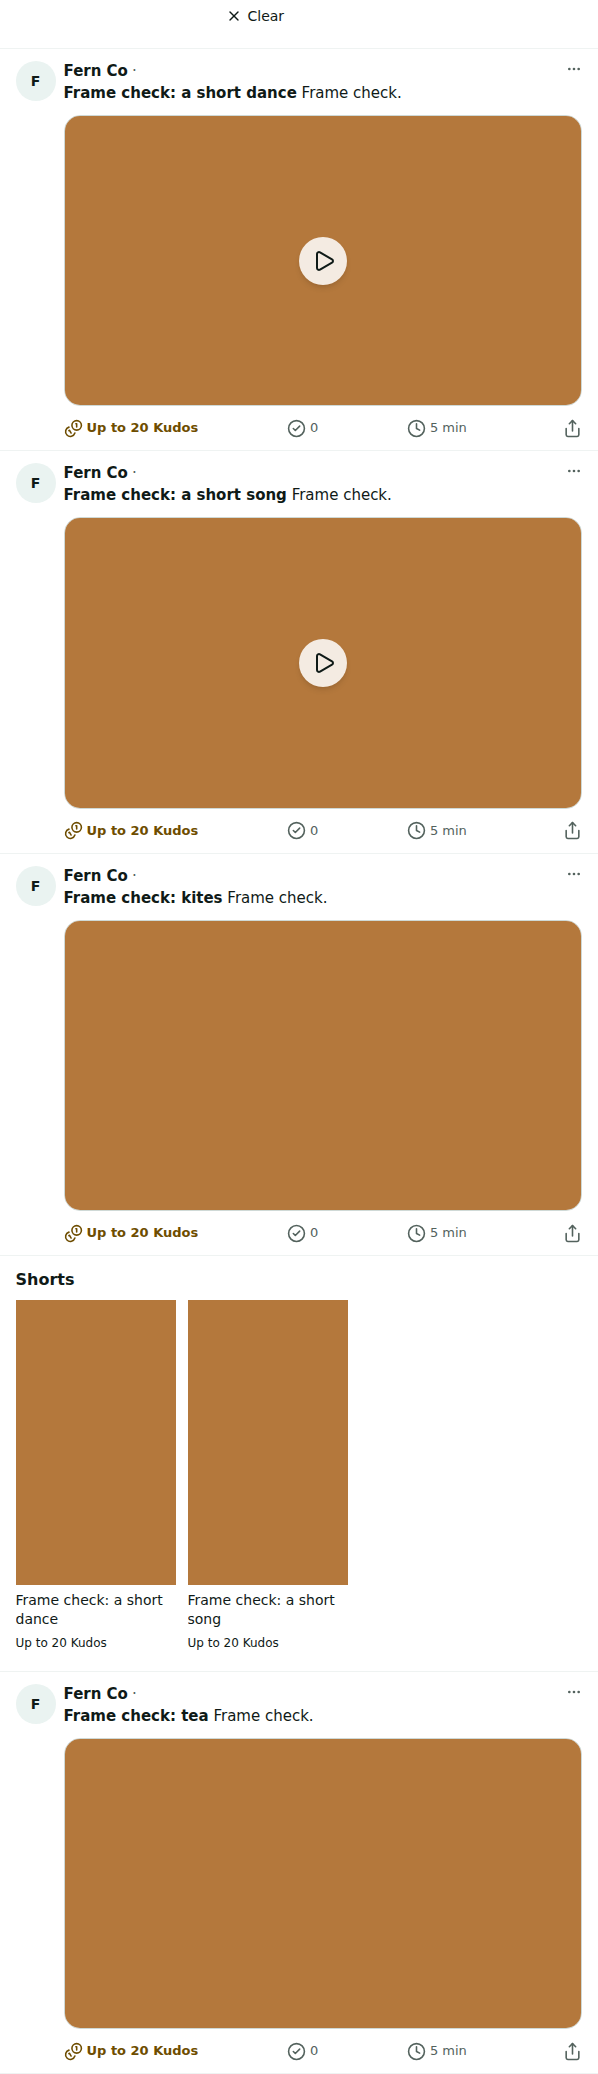 Clear
F
Fern Co ·
Frame check: a short dance Frame check.
Up to 20 Kudos
0
5 min
F
Fern Co ·
Frame check: a short song Frame check.
Up to 20 Kudos
0
5 min
F
Fern Co ·
Frame check: kites Frame check.
Up to 20 Kudos
0
5 min
Shorts
Frame check: a short
dance
Up to 20 Kudos
Frame check: a short
song
Up to 20 Kudos
F
Fern Co ·
Frame check: tea Frame check.
Up to 20 Kudos
0
5 min